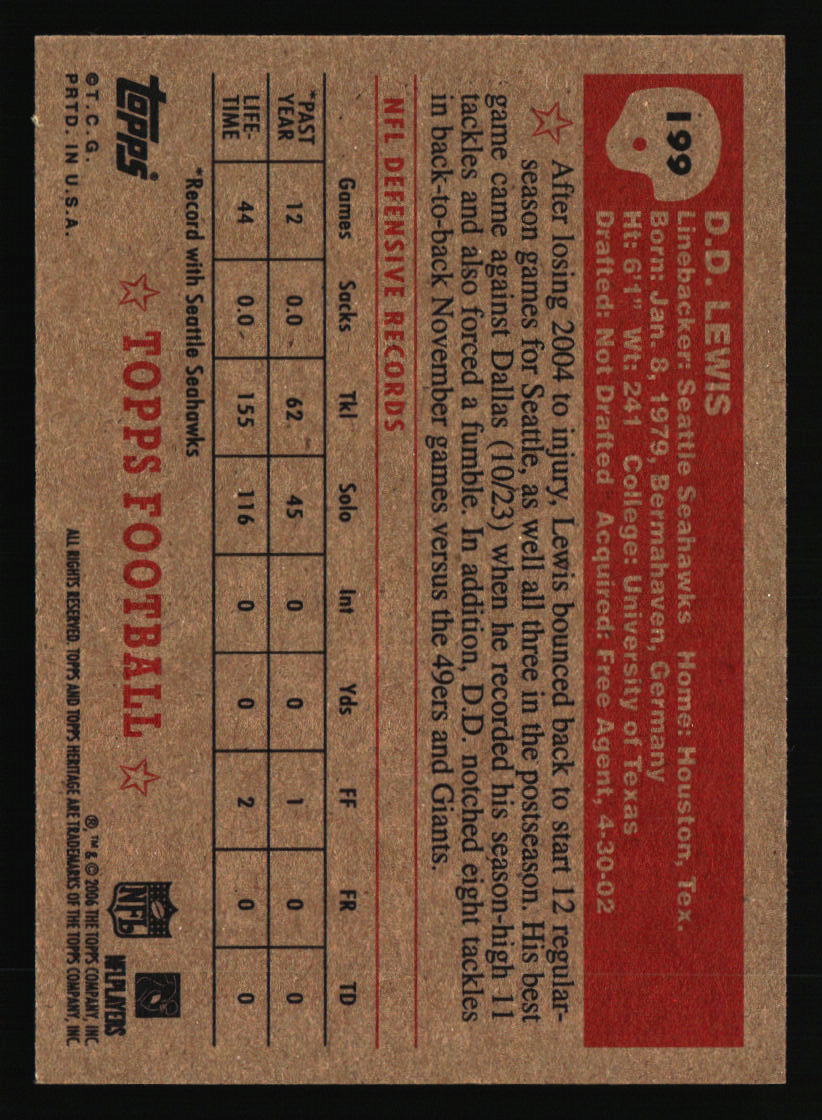 199
D.D. LEWIS
Linebacker: Seattle Seahawks Home: Houston, Tex.
Born: Jan. 8, 1979, Bermahaven, Germany
Ht: 6'1" Wt: 241 College: University of Texas
Drafted: Not Drafted Acquired: Free Agent, 4-30-02
After losing 2004 to injury, Lewis bounced back to start 12 regular-
season games for Seattle, as well all three in the postseason. His best
game came against Dallas (10/23) when he recorded his season-high 11
tackles and also forced a fumble. In addition, D.D. notched eight tackles
in back-to-back November games versus the 49ers and Giants.
NFL DEFENSIVE RECORDS
Games Sacks Tkl Solo Int Yds FF FR TD
*PAST YEAR 12 0.0 62 45 0 0 1 0 0
LIFE-TIME 44 0.0 155 116 0 0 2 0 0
*Record with Seattle Seahawks
topps®
TOPPS FOOTBALL
NFL
NFLPLAYERS
©T.C.G.
PRTD. IN U.S.A.
®, ™ & © 2006 THE TOPPS COMPANY, INC.
ALL RIGHTS RESERVED. TOPPS AND TOPPS HERITAGE ARE TRADEMARKS OF THE TOPPS COMPANY, INC.